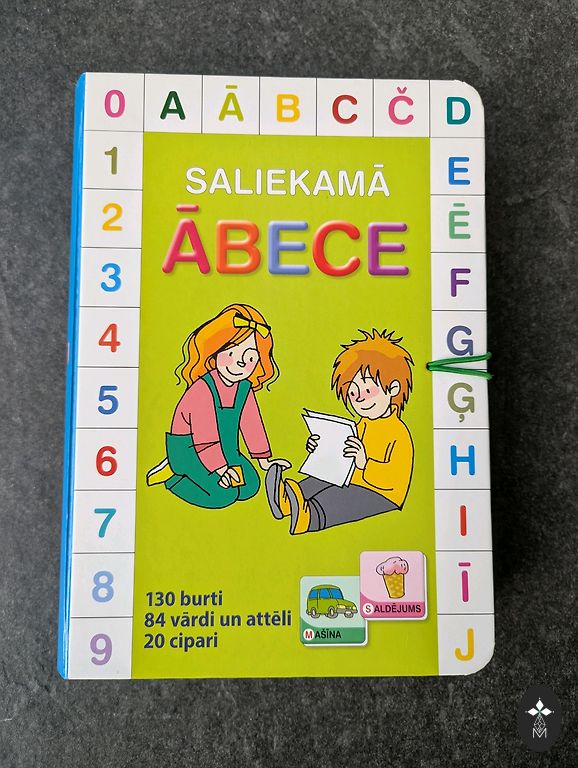 0 A Ā B C Č D
1
2
3
4
5
6
7
8
9
E
Ē
F
G
Ģ
H
I
Ī
J
SALIEKAMĀ
ĀBECE
130 burti
84 vārdi un attēli
20 cipari
MAŠĪNA
SALDĒJUMS
M